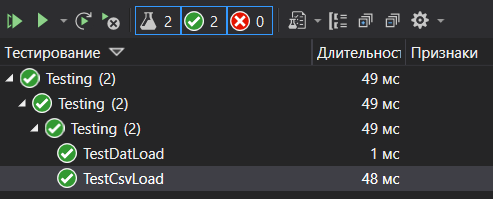 2 2 0
Тестирование Длительност Признаки
Testing (2) 49 мс
Testing (2) 49 мс
Testing (2) 49 мс
TestDatLoad 1 мс
TestCsvLoad 48 мс